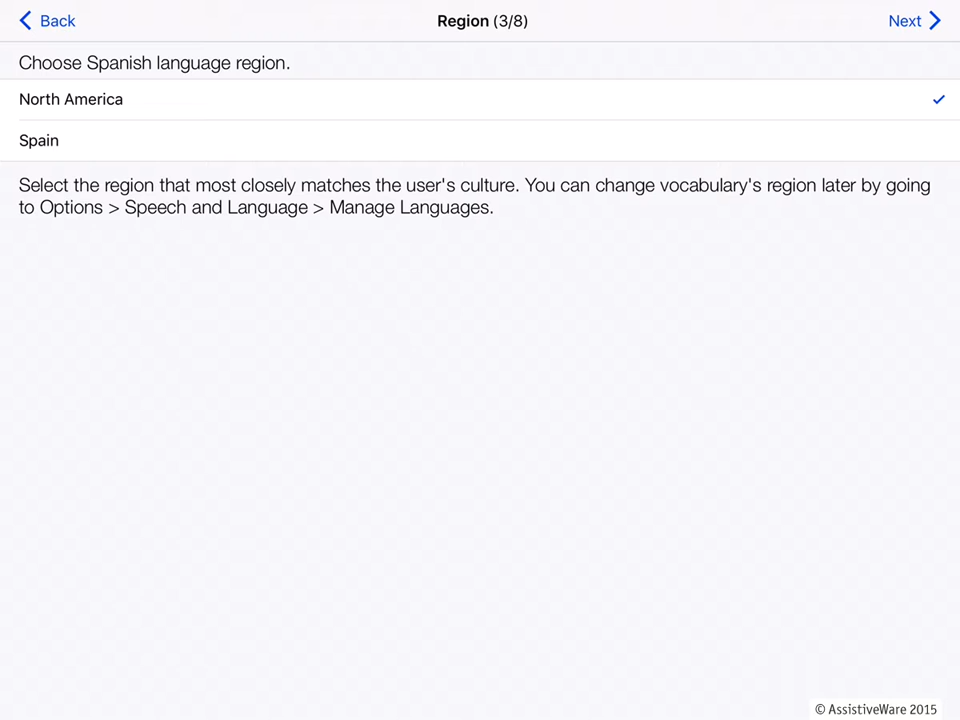 Back
Region (3/8)
Next
Choose Spanish language region.
North America
Spain
Select the region that most closely matches the user's culture. You can change vocabulary's region later by going
to Options > Speech and Language > Manage Languages.
© AssistiveWare 2015